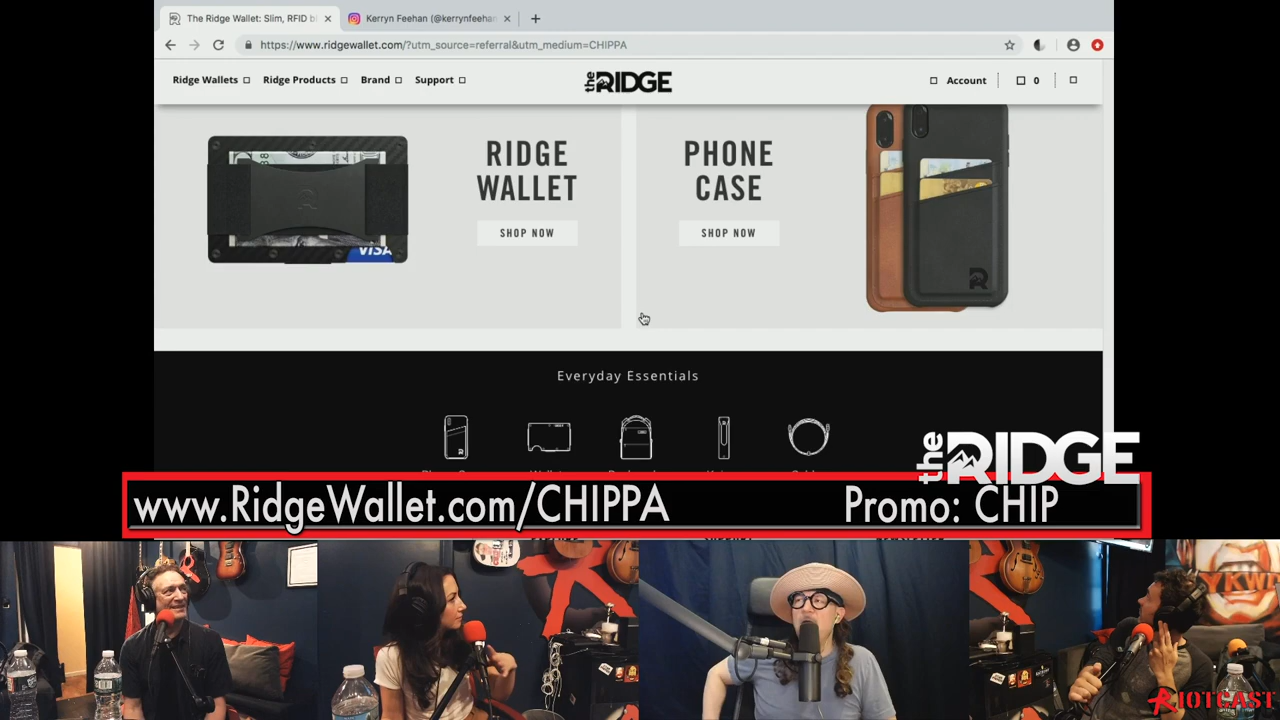 The Ridge Wallet: Slim, RFID bl
Kerryn Feehan (@kerrynfeehan
https://www.ridgewallet.com/?utm_source=referral&utm_medium=CHIPPA
Ridge Wallets
Ridge Products
Brand
Support
the RIDGE
Account
0
RIDGE
WALLET
SHOP NOW
PHONE
CASE
SHOP NOW
VISA
R
Everyday Essentials
the RIDGE
www.RidgeWallet.com/CHIPPA
Promo: CHIP
YKWD
RIOTCAST